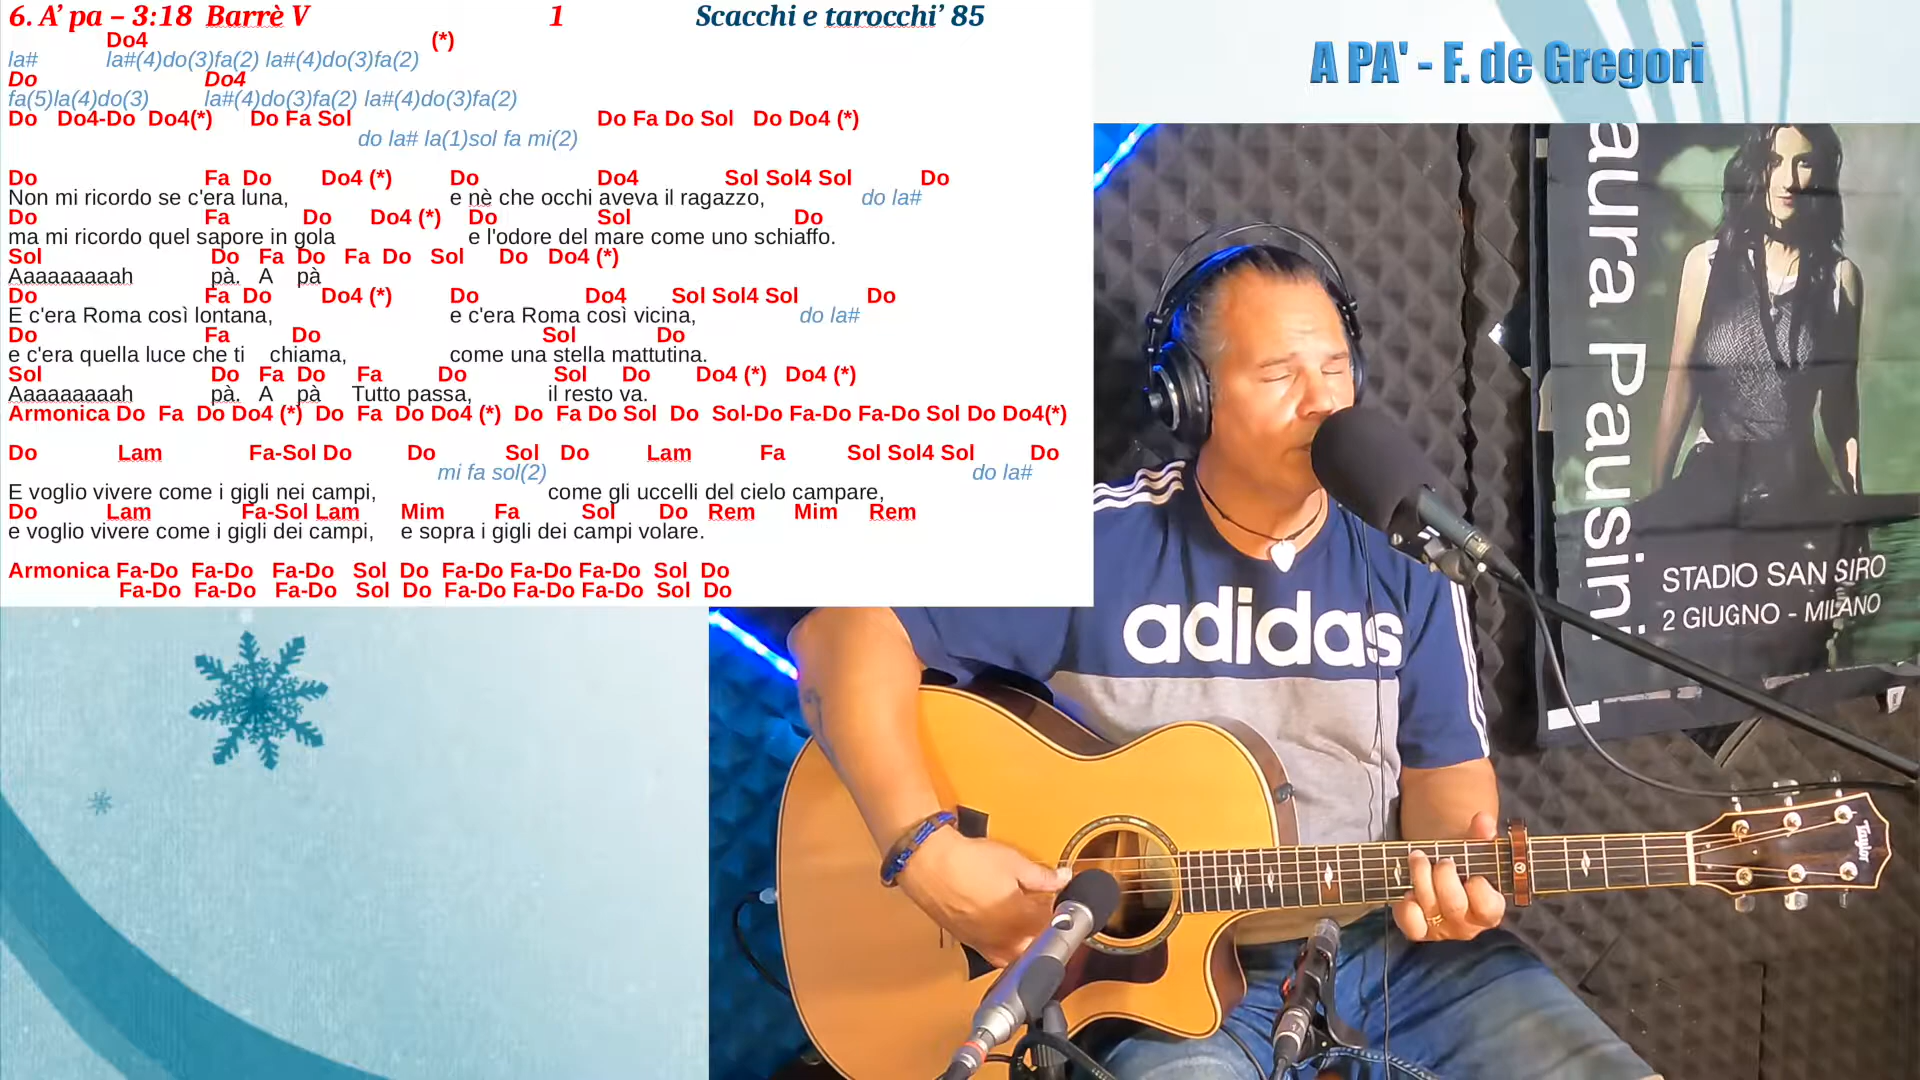 6. A' pa – 3:18 Barrè V 1 Scacchi e tarocchi' 85
Do4 (*)
la# la#(4)do(3)fa(2) la#(4)do(3)fa(2)
Do Do4
fa(5)la(4)do(3) la#(4)do(3)fa(2) la#(4)do(3)fa(2)
Do Do4-Do Do4(*) Do Fa Sol Do Fa Do Sol Do Do4 (*)
do la# la(1)sol fa mi(2)
Do Fa Do Do4 (*) Do Do4 Sol Sol4 Sol Do
Non mi ricordo se c'era luna, e nè che occhi aveva il ragazzo, do la#
Do Fa Do Do4 (*) Do Sol Do
ma mi ricordo quel sapore in gola e l'odore del mare come uno schiaffo.
Sol Do Fa Do Fa Do Sol Do Do4 (*)
Aaaaaaaaah pà. A pà
Do Fa Do Do4 (*) Do Do4 Sol Sol4 Sol Do
E c'era Roma così lontana, e c'era Roma così vicina, do la#
Do Fa Do Sol Do
e c'era quella luce che ti chiama, come una stella mattutina.
Sol Do Fa Do Fa Do Sol Do Do4 (*) Do4 (*)
Aaaaaaaaah pà. A pà Tutto passa, il resto va.
Armonica Do Fa Do Do4 (*) Do Fa Do Do4 (*) Do Fa Do Sol Do Sol-Do Fa-Do Fa-Do Sol Do Do4(*)
Do Lam Fa-Sol Do Do Sol Do Lam Fa Sol Sol4 Sol Do
mi fa sol(2) do la#
E voglio vivere come i gigli nei campi, come gli uccelli del cielo campare,
Do Lam Fa-Sol Lam Mim Fa Sol Do Rem Mim Rem
e voglio vivere come i gigli dei campi, e sopra i gigli dei campi volare.
Armonica Fa-Do Fa-Do Fa-Do Sol Do Fa-Do Fa-Do Fa-Do Sol Do
Fa-Do Fa-Do Fa-Do Sol Do Fa-Do Fa-Do Fa-Do Sol Do
A PA' - F. de Gregori
aura Pausini
STADIO SAN SIRO
2 GIUGNO - MILANO
adidas
Taylor